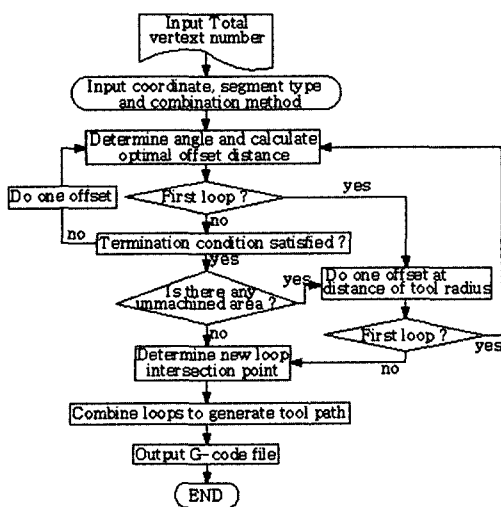 Input Total
vertext number
Input coordinate, segment type
and combination method
Determine angle and calculate
optimal offset distance
Do one offset
First loop ?
yes
no
no
Termination condition satisfied ?
yes
Is there any
unmachined area ?
yes
Do one offset at
distance of tool radius
no
First loop ?
yes
no
Determine new loop
intersection point
Combine loops to generate tool path
Output G-code file
END